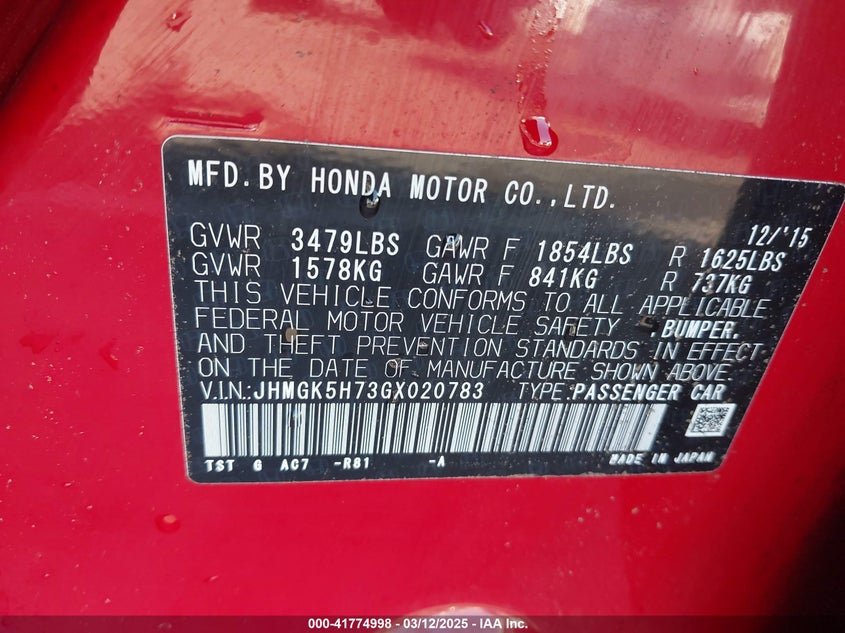 MFD. BY HONDA MOTOR CO.,LTD.
12/'15
GVWR 3479LBS GAWR F 1854LBS R 1625LBS
GVWR 1578KG GAWR F 841KG R 737KG
THIS VEHICLE CONFORMS TO ALL APPLICABLE
FEDERAL MOTOR VEHICLE SAFETY ,BUMPER,
AND THEFT PREVENTION STANDARDS IN EFFECT
ON THE DATE OF MANUFACTURE SHOWN ABOVE.
V.I.N.:JHMGK5H73GX020783 TYPE:PASSENGER CAR
TST G AC7 -R81 -A MADE IN JAPAN
000-41774998 — 03/12/2025 — IAA Inc.